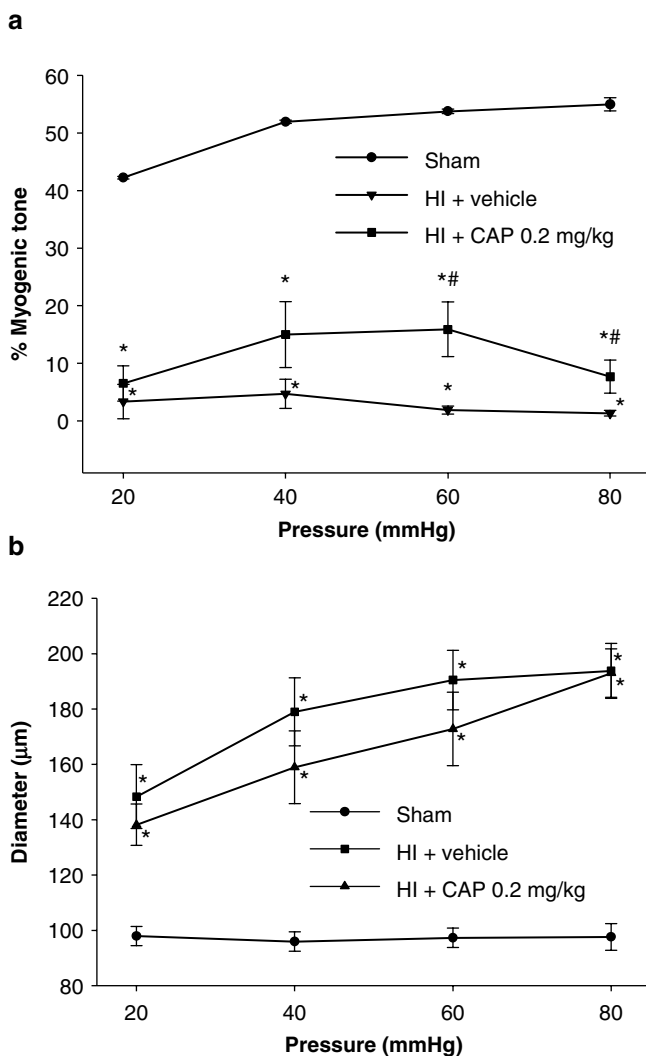 a
60
50
40
30
20
10
0
% Myogenic tone
Sham
HI + vehicle
HI + CAP 0.2 mg/kg
* * *# *#
* * * *
20 40 60 80
Pressure (mmHg)
b
220
200
180
160
140
120
100
80
Diameter (μm)
* * * *
* * * *
Sham
HI + vehicle
HI + CAP 0.2 mg/kg
20 40 60 80
Pressure (mmHg)